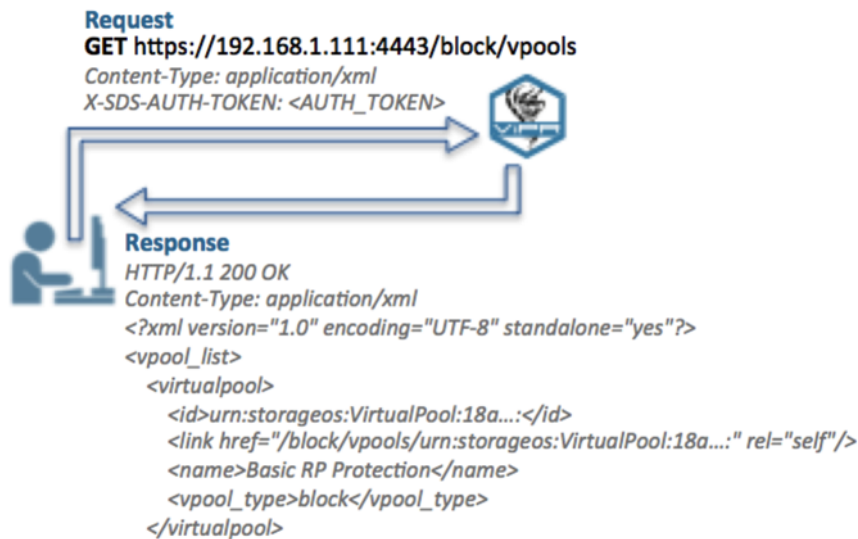 Request
GET https://192.168.1.111:4443/block/vpools
Content-Type: application/xml
X-SDS-AUTH-TOKEN: <AUTH_TOKEN>
ViPR
Response
HTTP/1.1 200 OK
Content-Type: application/xml
<?xml version="1.0" encoding="UTF-8" standalone="yes"?>
<vpool_list>
<virtualpool>
<id>urn:storageos:VirtualPool:18a...:</id>
<link href="/block/vpools/urn:storageos:VirtualPool:18a...:" rel="self"/>
<name>Basic RP Protection</name>
<vpool_type>block</vpool_type>
</virtualpool>